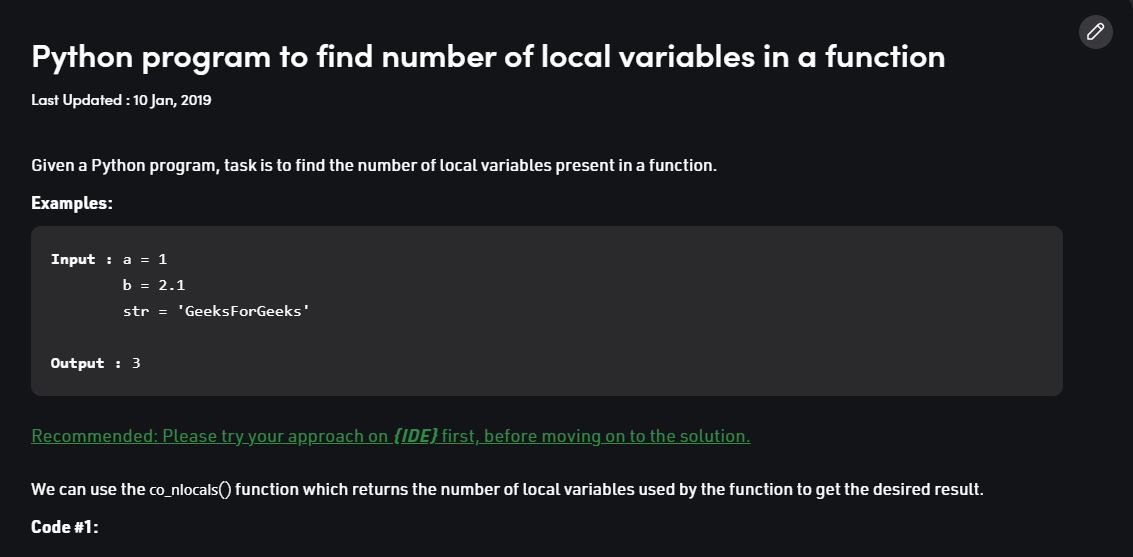 Python program to find number of local variables in a function
Last Updated : 10 Jan, 2019
Given a Python program, task is to find the number of local variables present in a function.
Examples:
Input : a = 1
b = 2.1
str = 'GeeksForGeeks'
Output : 3
Recommended: Please try your approach on {IDE} first, before moving on to the solution.
We can use the co_nlocals() function which returns the number of local variables used by the function to get the desired result.
Code #1: